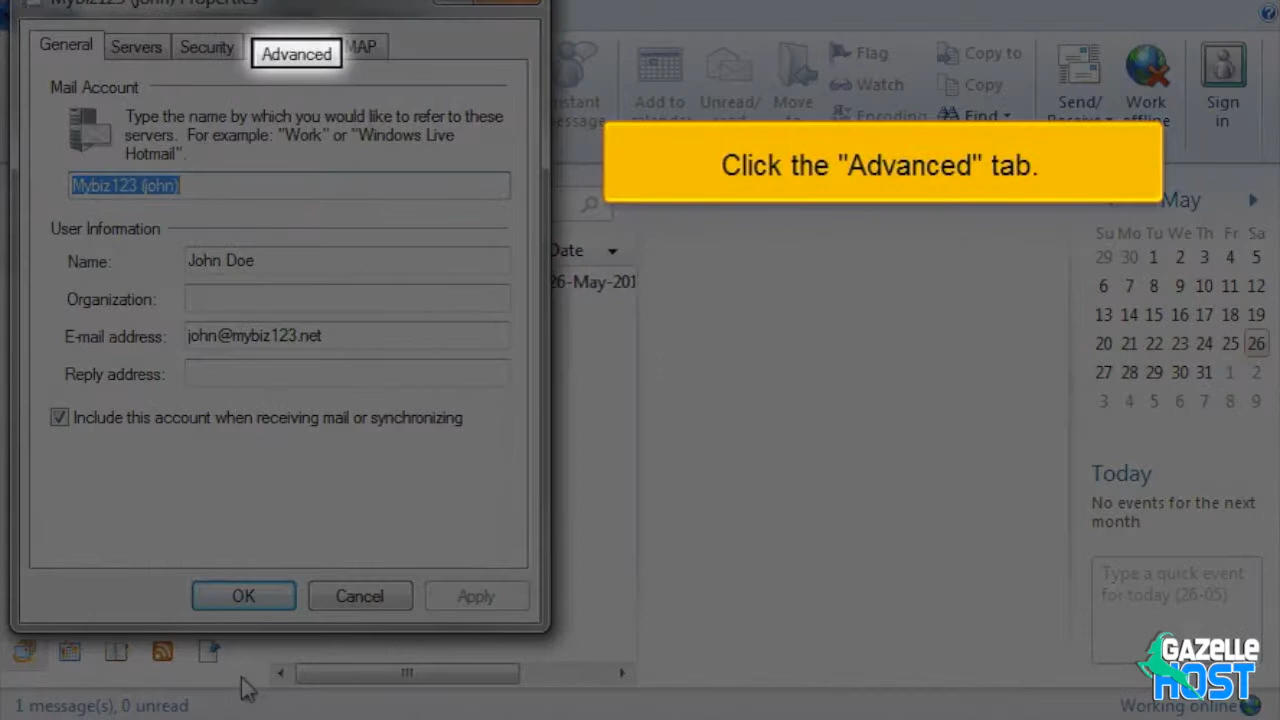 Mybiz123 (john) Properties
General Servers Security Advanced MAP
Mail Account
Type the name by which you would like to refer to these
servers. For example: "Work" or "Windows Live
Hotmail".
Mybiz123 (john)
User Information
Name: John Doe
Organization:
E-mail address: john@mybiz123.net
Reply address:
Include this account when receiving mail or synchronizing
OK Cancel Apply
1 message(s), 0 unread
Add to
Unread/
Move
Flag
Watch
Encoding
Copy to
Copy
Find
Send/
Receive
Work
offline
Sign
in
Click the "Advanced" tab.
Date
26-May-201
May
Su Mo Tu We Th Fr Sa
29 30 1 2 3 4 5
6 7 8 9 10 11 12
13 14 15 16 17 18 19
20 21 22 23 24 25 26
27 28 29 30 31 1 2
3 4 5 6 7 8 9
Today
No events for the next
month
Type a quick event
for today (26-05)
GAZELLE
HOST
Working online